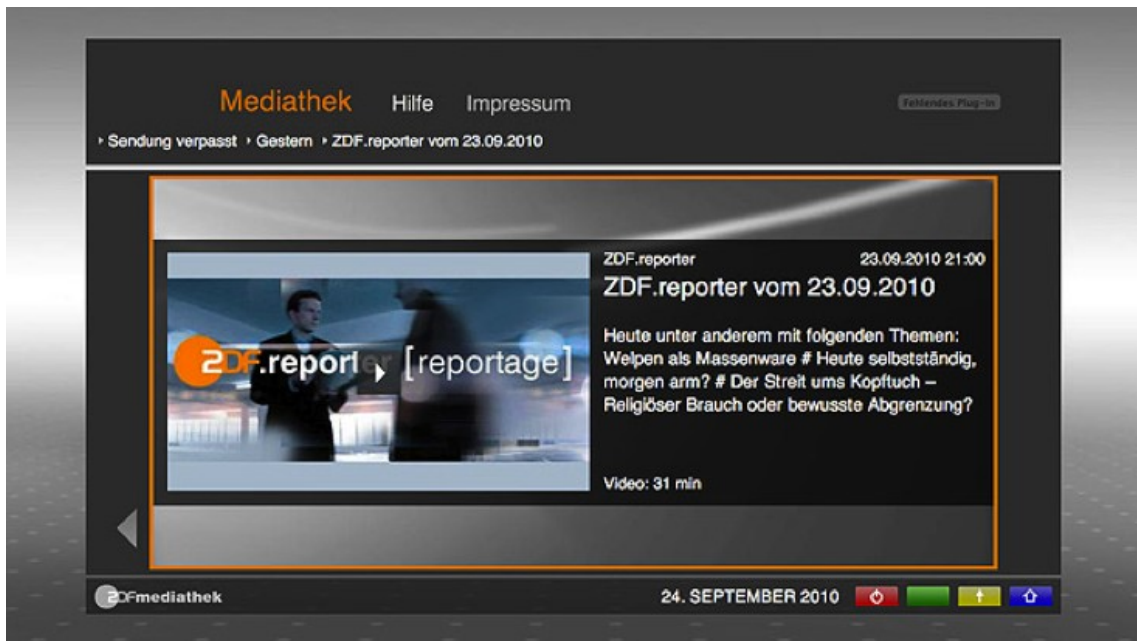 Mediathek Hilfe Impressum
Fehlendes Plug-in
Sendung verpasst Gestern ZDF.reporter vom 23.09.2010
ZDF.reporter 23.09.2010 21:00
ZDF.reporter vom 23.09.2010
Heute unter anderem mit folgenden Themen:
Welpen als Massenware # Heute selbstständig,
morgen arm? # Der Streit ums Kopftuch –
Religiöser Brauch oder bewusste Abgrenzung?
Video: 31 min
ZDF.reporter [reportage]
ZDFmediathek 24. SEPTEMBER 2010